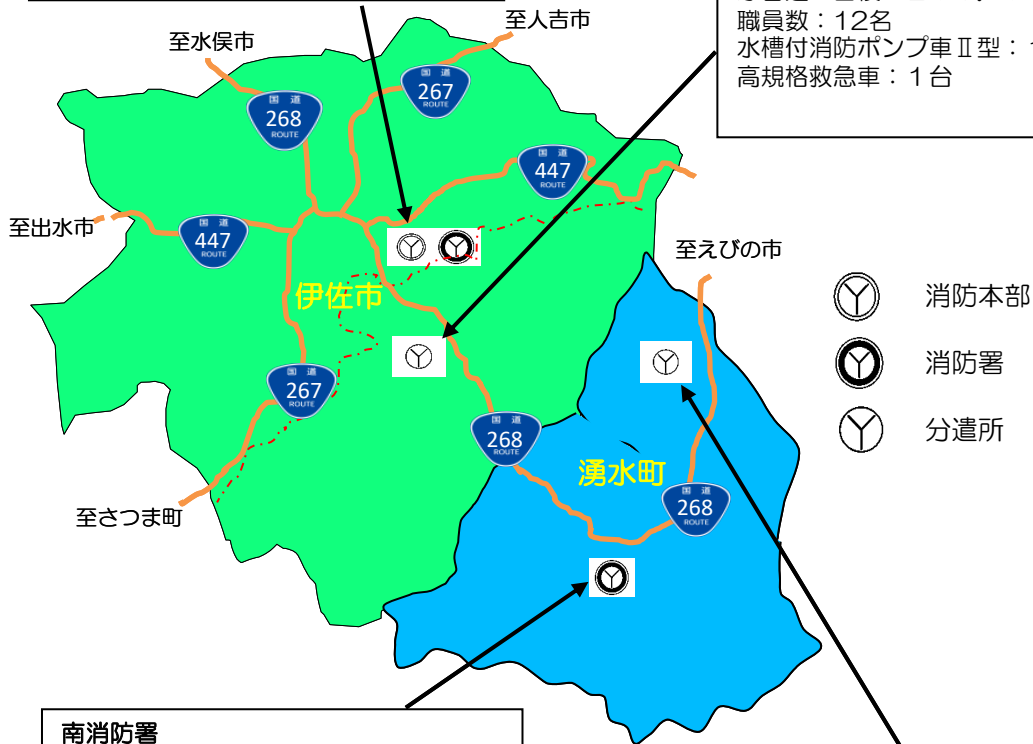 職員数：12名
水槽付消防ポンプ車Ⅱ型：
高規格救急車：１台
至人吉市
至水俣市
国道
267
ROUTE
国道
268
ROUTE
国道
447
ROUTE
至出水市
国道
447
ROUTE
至えびの市
消防本部
伊佐市
消防署
国道
267
ROUTE
国道
268
ROUTE
分遣所
湧水町
国道
268
ROUTE
至さつま町
南消防署